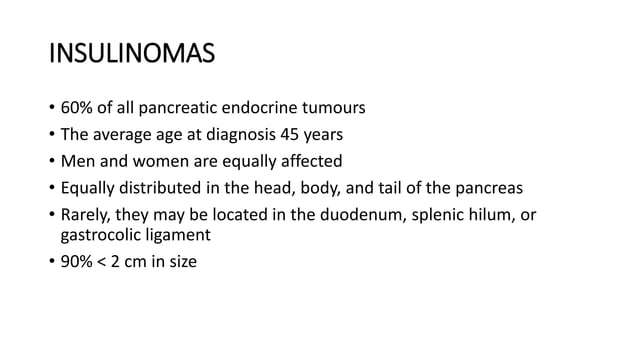 INSULINOMAS
• 60% of all pancreatic endocrine tumours
• The average age at diagnosis 45 years
• Men and women are equally affected
• Equally distributed in the head, body, and tail of the pancreas
• Rarely, they may be located in the duodenum, splenic hilum, or
gastrocolic ligament
• 90% < 2 cm in size